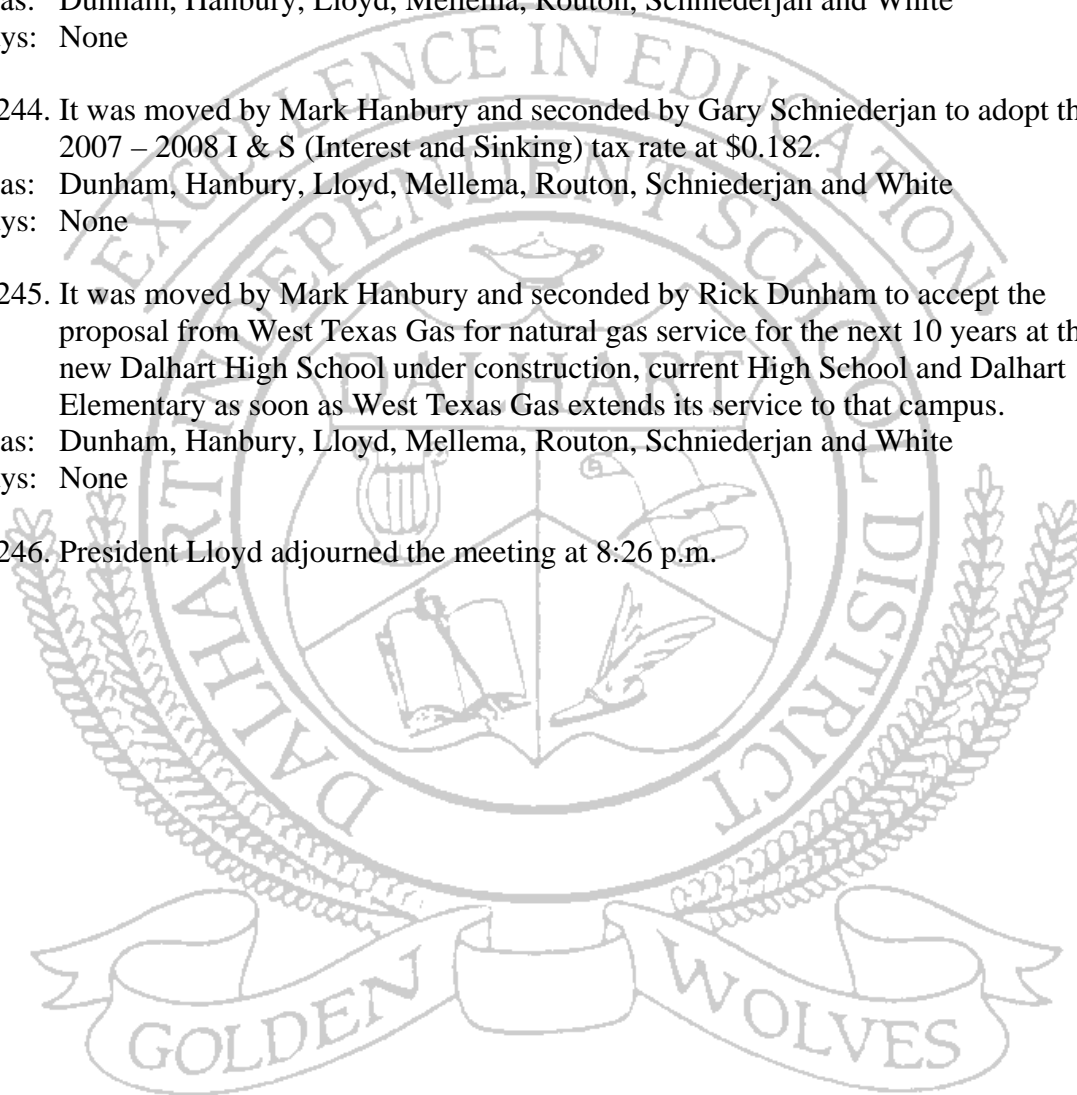 as: Dunham, Hanbury, Lloyd, Mellema, Routon, Schniederjan and White
ys: None
244. It was moved by Mark Hanbury and seconded by Gary Schniederjan to adopt th
2007 – 2008 I & S (Interest and Sinking) tax rate at $0.182.
as: Dunham, Hanbury, Lloyd, Mellema, Routon, Schniederjan and White
ys: None
245. It was moved by Mark Hanbury and seconded by Rick Dunham to accept the
proposal from West Texas Gas for natural gas service for the next 10 years at th
new Dalhart High School under construction, current High School and Dalhart
Elementary as soon as West Texas Gas extends its service to that campus.
as: Dunham, Hanbury, Lloyd, Mellema, Routon, Schniederjan and White
ys: None
246. President Lloyd adjourned the meeting at 8:26 p.m.
EXCELLENCE IN EDUCATION
DALHART INDEPENDENT SCHOOL DISTRICT
DALHART
GOLDEN
WOLVES